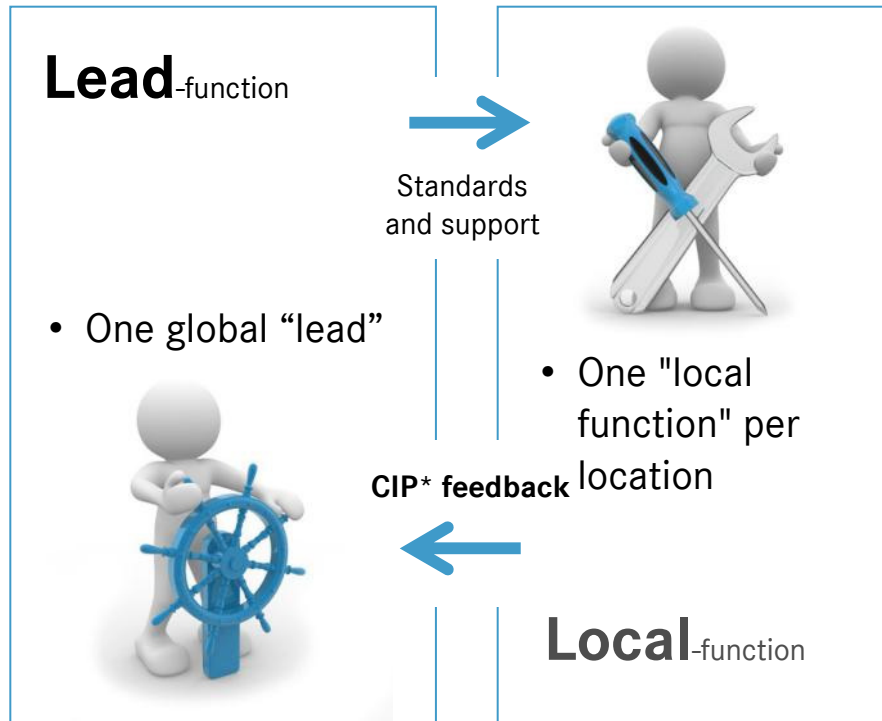 Lead-function
Standards
and support
• One global “lead”
• One "local
function" per
location
CIP* feedback
Local-function